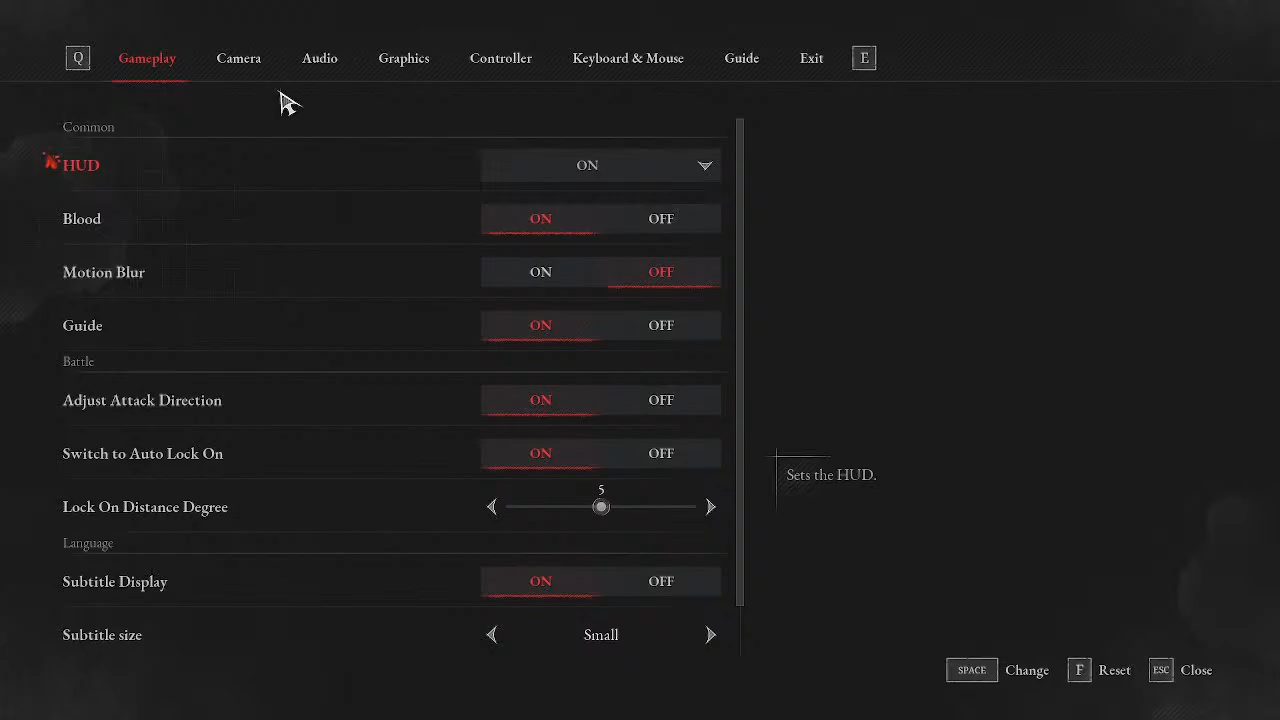 Q Gameplay Camera Audio Graphics Controller Keyboard & Mouse Guide Exit E
Common
HUD ON
Blood ON OFF
Motion Blur ON OFF
Guide ON OFF
Battle
Adjust Attack Direction ON OFF
Switch to Auto Lock On ON OFF
5
Lock On Distance Degree
Language
Subtitle Display ON OFF
Subtitle size Small
Sets the HUD.
SPACE Change F Reset ESC Close